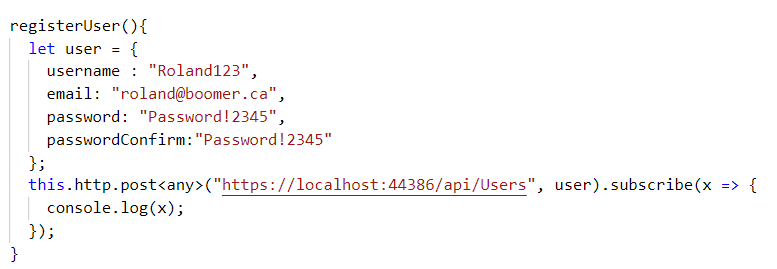 registerUser(){
let user = {
username : "Roland123",
email: "roland@boomer.ca",
password: "Password!2345",
passwordConfirm:"Password!2345"
};
this.http.post<any>("https://localhost:44386/api/Users", user).subscribe(x => {
console.log(x);
});
}